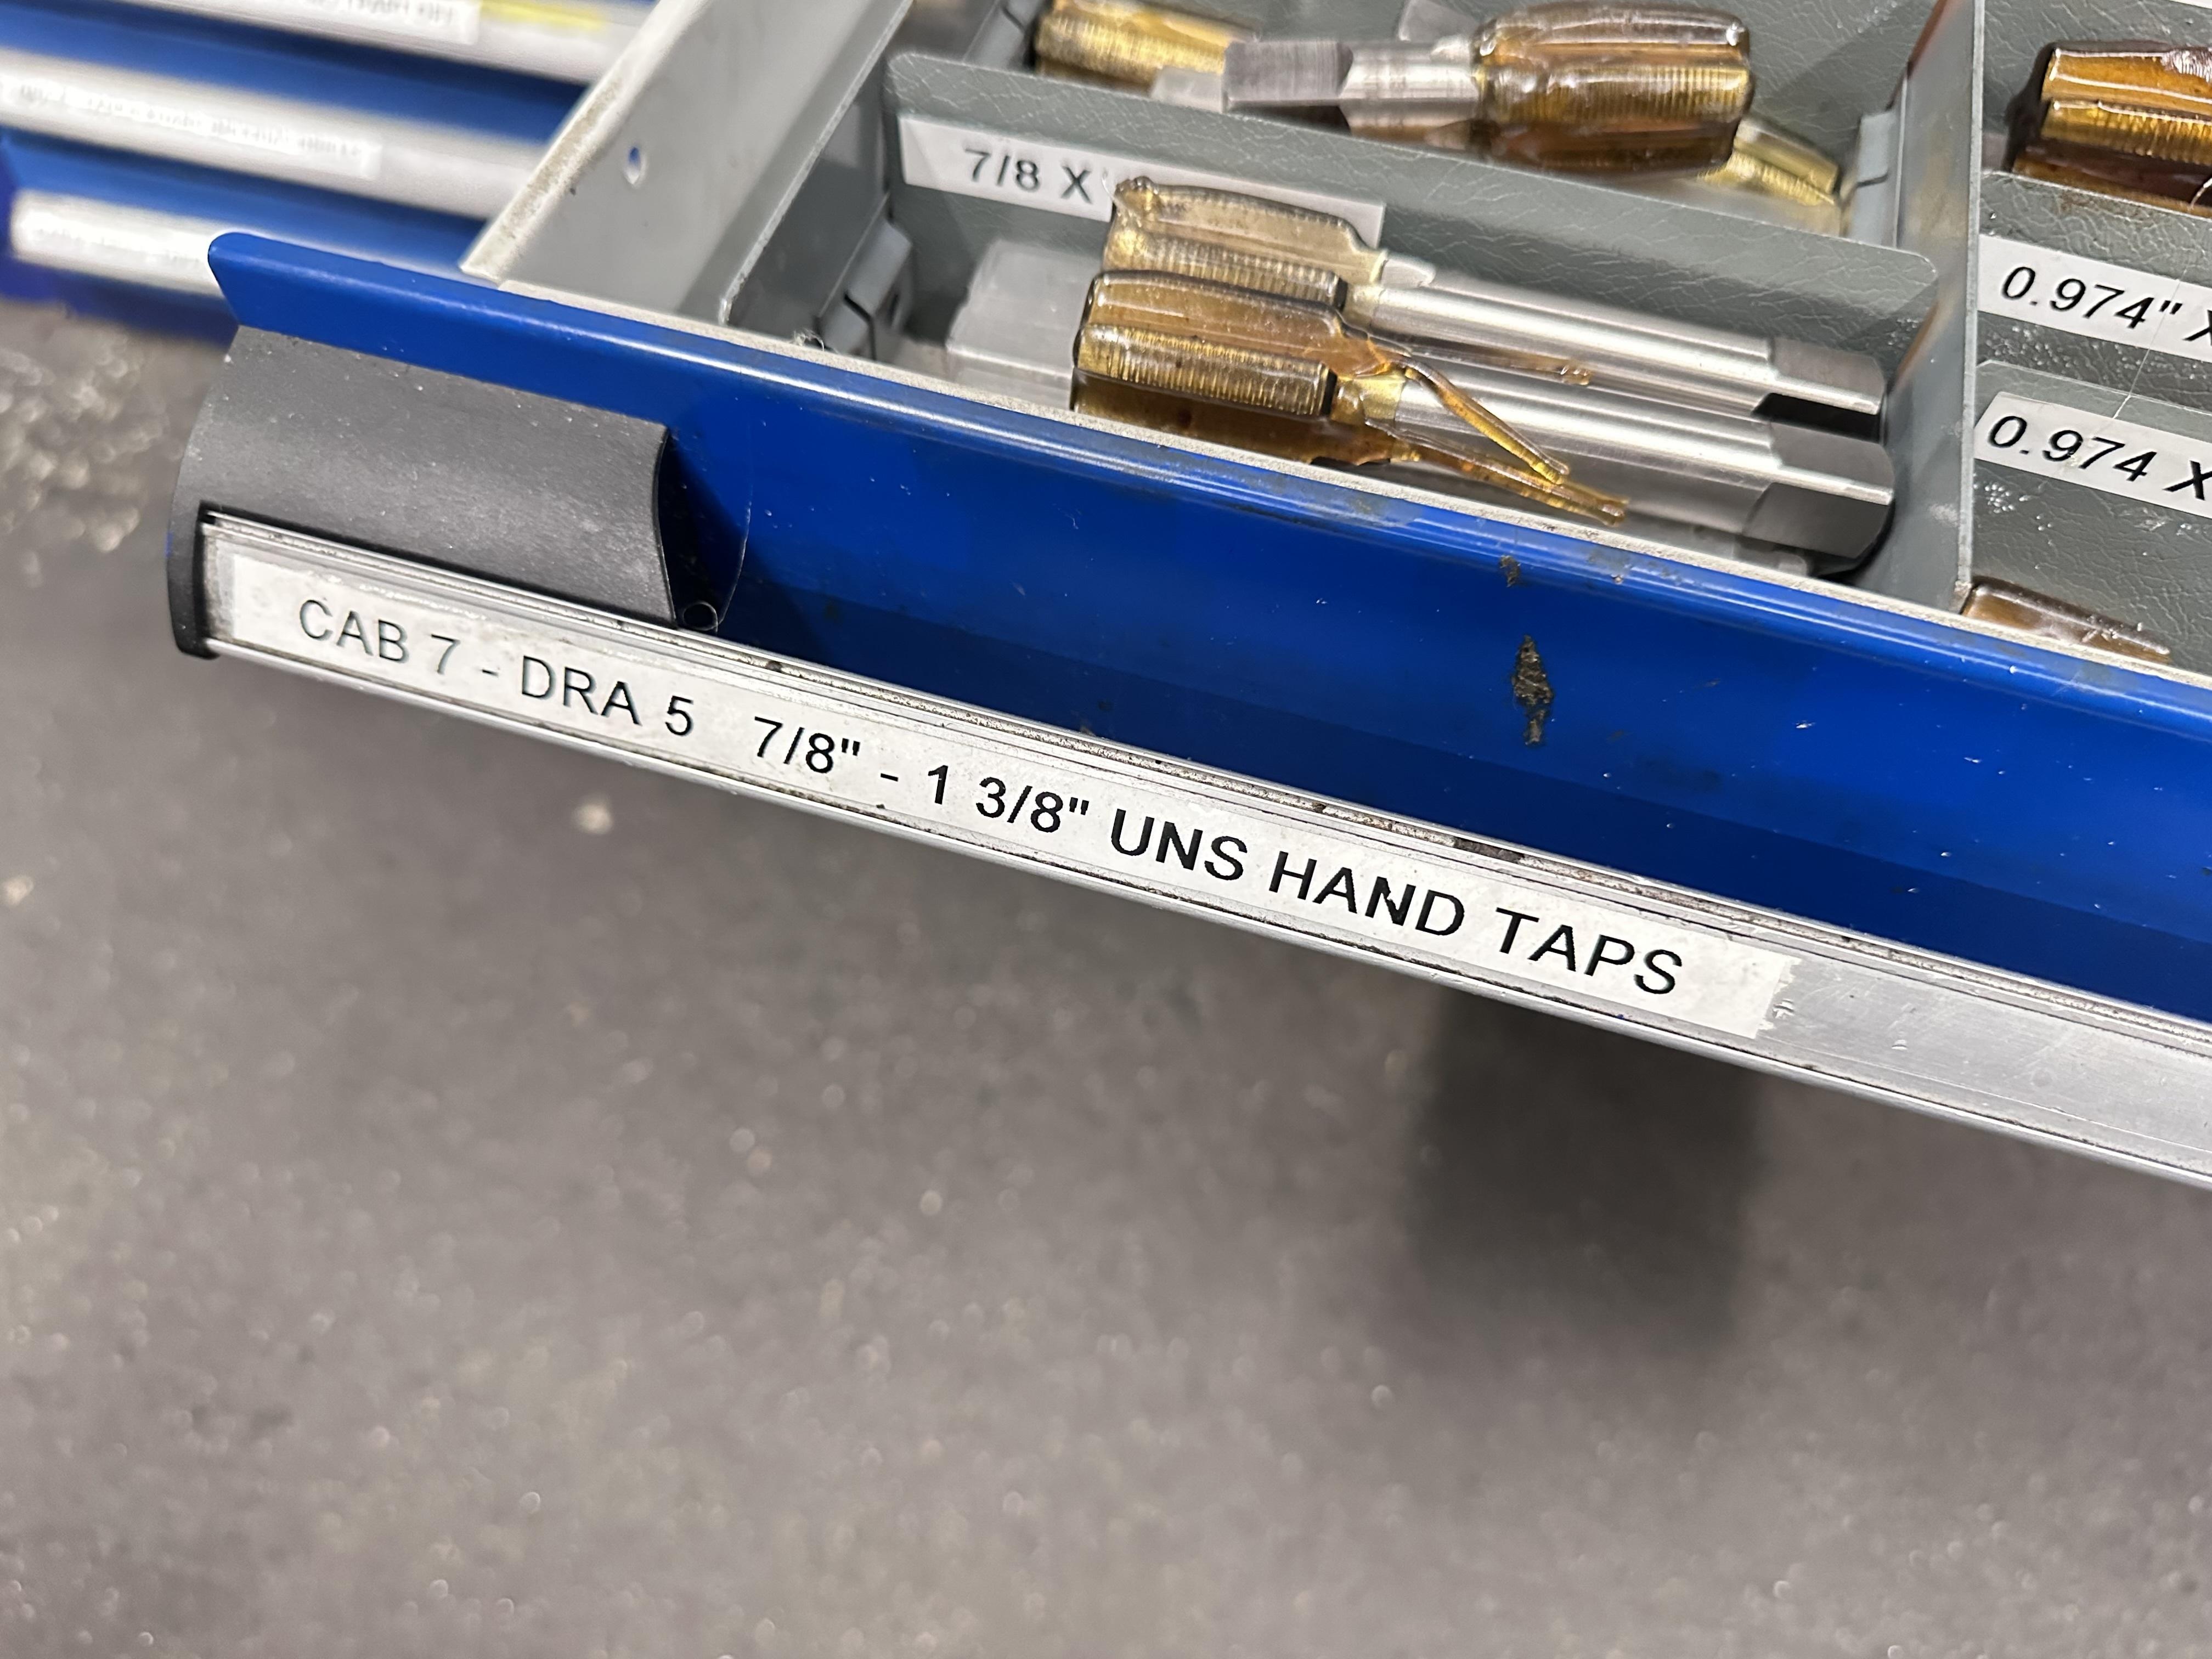 7/8 X
0.974" X
0.974 X
CAB 7 - DRA 5 7/8" - 1 3/8" UNS HAND TAPS